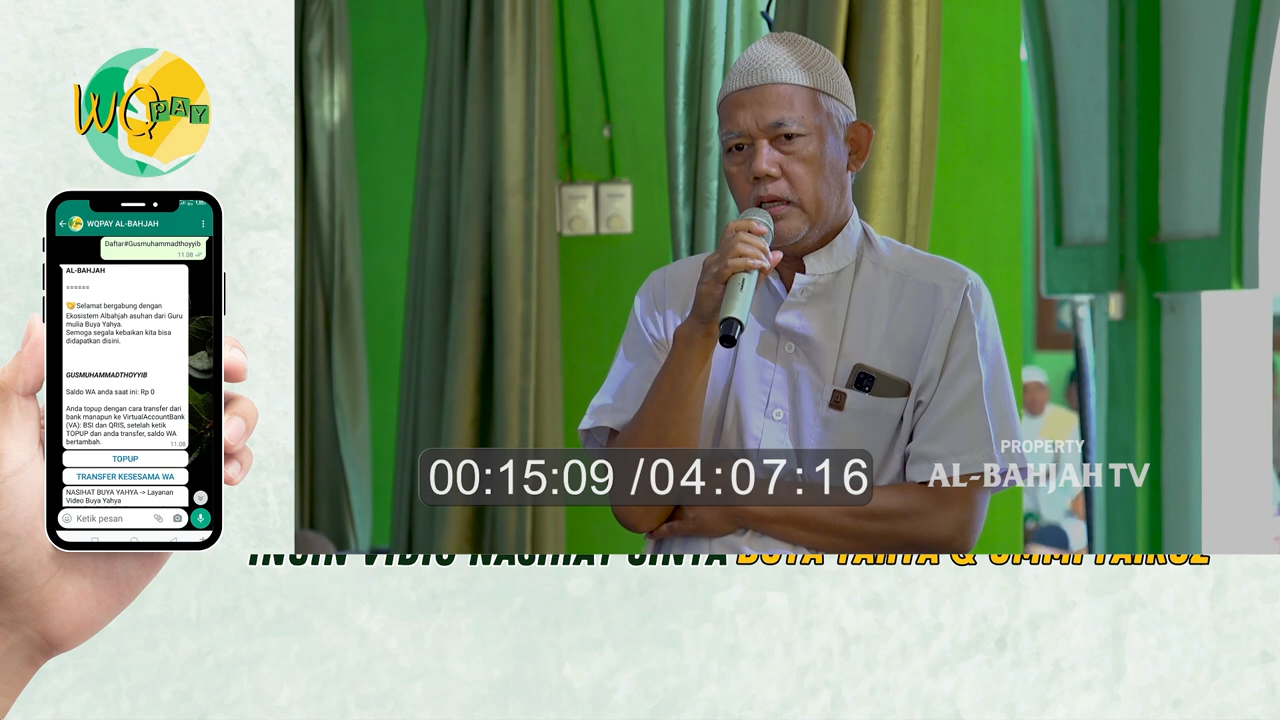 WQPAY
WQPAY AL-BAHJAH
Daftar#Gusmuhammadthoyyib
11.08
AL-BAHJAH
======
Selamat bergabung dengan
Ekosistem Albahjah asuhan dari Guru
mulia Buya Yahya.
Semoga segala kebaikan kita bisa
didapatkan disini.
GUSMUHAMMADTHOYYIB
Saldo WA anda saat ini: Rp 0
Anda topup dengan cara transfer dari
bank manapun ke VirtualAccountBank
(VA): BSI dan QRIS, setelah ketik
TOPUP dan anda transfer, saldo WA
bertambah.
11.08
TOPUP
TRANSFER KESESAMA WA
NASIHAT BUYA YAHYA -> Layanan
Video Buya Yahya
Ketik pesan
00:15:09 /04:07:16
PROPERTY
AL-BAHJAH TV